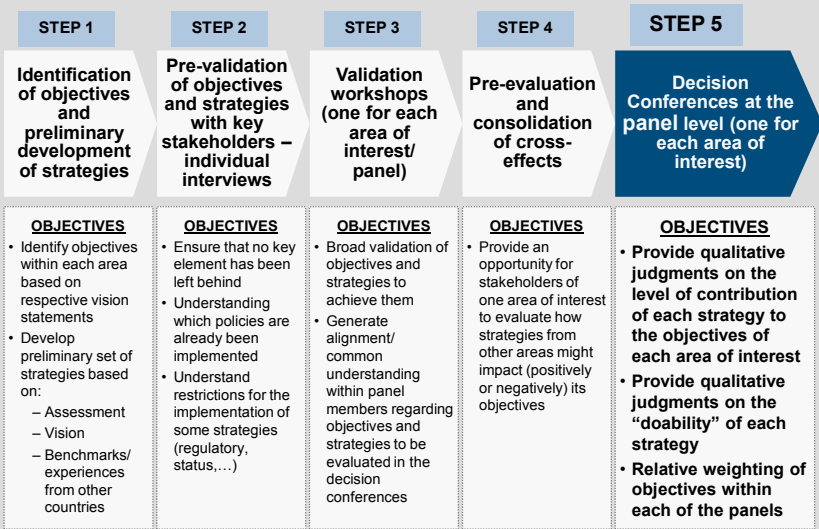 STEP 1
Identification
of objectives
and
preliminary
development
of strategies
OBJECTIVES
• Identify objectives
within each area
based on
respective vision
statements
• Develop
preliminary set of
strategies based
on:
– Assessment
– Vision
– Benchmarks/
experiences
from other
countries
STEP 2
Pre-validation
of objectives
and strategies
with key
stakeholders –
individual
interviews
OBJECTIVES
• Ensure that no key
element has been
left behind
• Understanding
which policies are
already been
implemented
• Understand
restrictions for the
implementation of
some strategies
(regulatory,
status,…)
STEP 3
Validation
workshops
(one for each
area of
interest/
panel)
OBJECTIVES
• Broad validation of
objectives and
strategies to
achieve them
• Generate
alignment/
common
understanding
within panel
members regarding
objectives and
strategies to be
evaluated in the
decision
conferences
STEP 4
Pre-evaluation
and
consolidation
of cross-
effects
OBJECTIVES
• Provide an
opportunity for
stakeholders of
one area of interest
to evaluate how
strategies from
other areas might
impact (positively
or negatively) its
objectives
STEP 5
Decision
Conferences at the
panel level (one for
each area of
interest)
OBJECTIVES
• Provide qualitative
judgments on the
level of contribution
of each strategy to
the objectives of
each area of interest
• Provide qualitative
judgments on the
“doability” of each
strategy
• Relative weighting of
objectives within
each of the panels